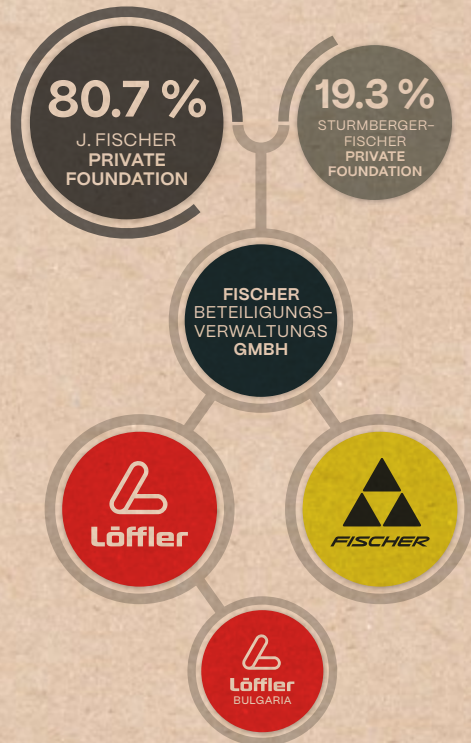 80.7 %
J. FISCHER
PRIVATE
FOUNDATION
19.3 %
STURMBERGER-
FISCHER
PRIVATE
FOUNDATION
FISCHER
BETEILIGUNGS-
VERWALTUNGS
GMBH
Löffler
FISCHER
Löffler
BULGARIA